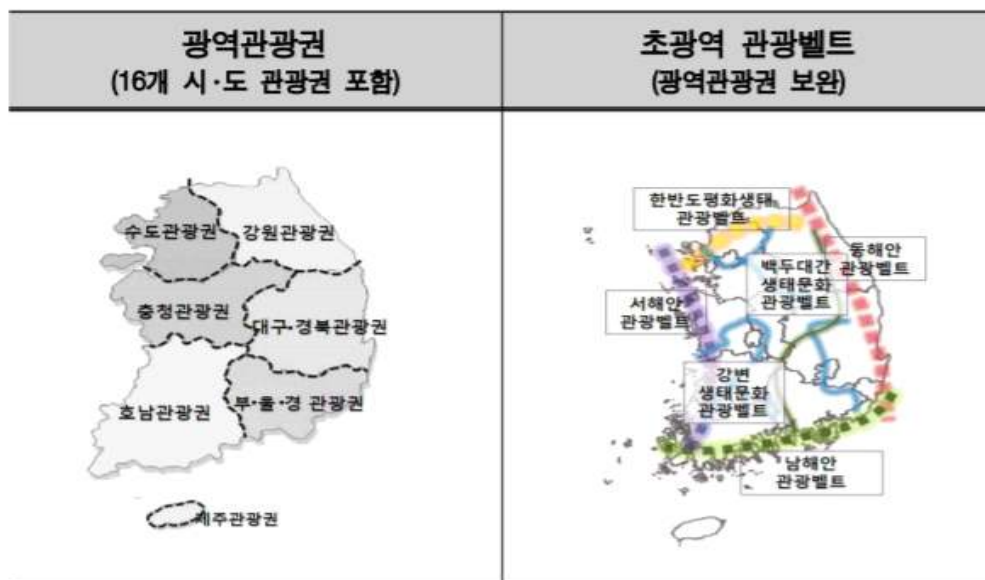 광역관광권
(16개 시·도 관광권 포함)
초광역 관광벨트
(광역관광권 보완)
수도관광권
강원관광권
충청관광권
대구·경북관광권
호남관광권
부·울·경 관광권
제주관광권
한반도평화생태
관광벨트
동해안
관광벨트
백두대간
생태문화
관광벨트
서해안
관광벨트
강변
생태문화
관광벨트
남해안
관광벨트